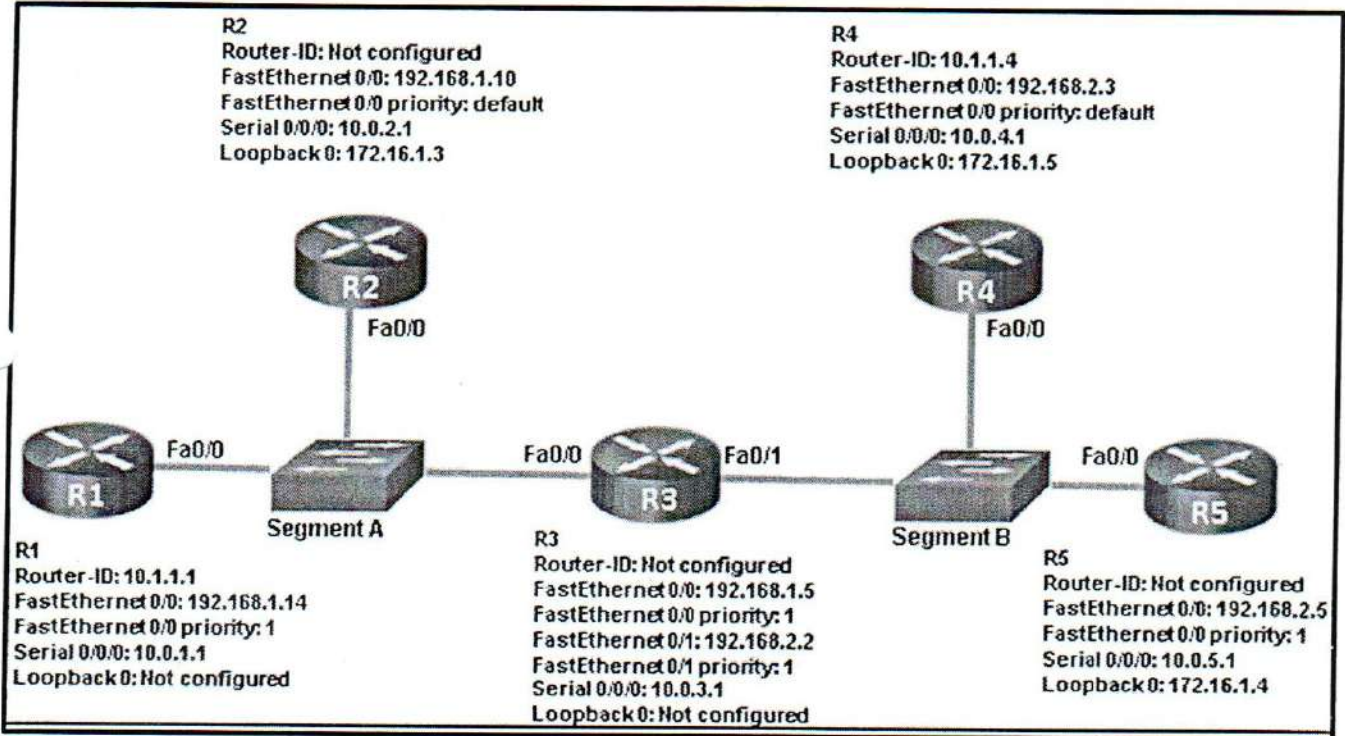 R2
Router-ID: Not configured
FastEthernet 0/0: 192.168.1.10
FastEthernet 0/0 priority: default
Serial 0/0/0: 10.0.2.1
Loopback 0: 172.16.1.3
R4
Router-ID: 10.1.1.4
FastEthernet 0/0: 192.168.2.3
FastEthernet 0/0 priority: default
Serial 0/0/0: 10.0.4.1
Loopback 0: 172.16.1.5
R2
Fa0/0
R4
Fa0/0
R1
Fa0/0
Segment A
Fa0/0
R3
Fa0/1
Segment B
Fa0/0
R5
R1
Router-ID: 10.1.1.1
FastEthernet 0/0: 192.168.1.14
FastEthernet 0/0 priority: 1
Serial 0/0/0: 10.0.1.1
Loopback 0: Not configured
R3
Router-ID: Not configured
FastEthernet 0/0: 192.168.1.5
FastEthernet 0/0 priority: 1
FastEthernet 0/1: 192.168.2.2
FastEthernet 0/1 priority: 1
Serial 0/0/0: 10.0.3.1
Loopback 0: Not configured
R5
Router-ID: Not configured
FastEthernet 0/0: 192.168.2.5
FastEthernet 0/0 priority: 1
Serial 0/0/0: 10.0.5.1
Loopback 0: 172.16.1.4